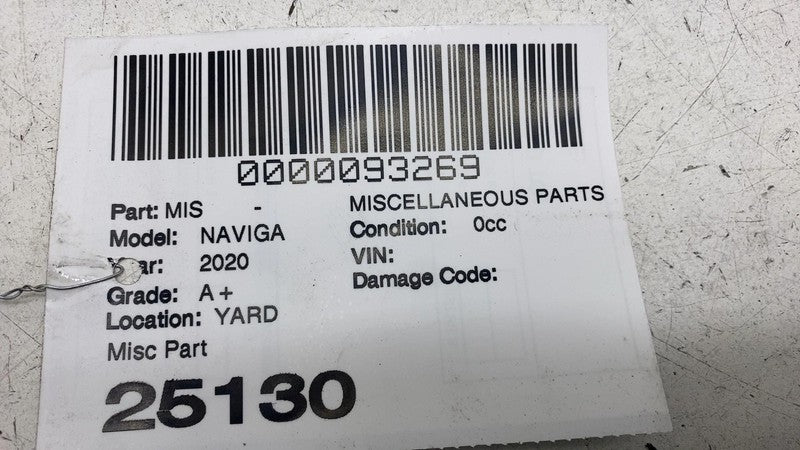 0000093269
Part: MIS - MISCELLANEOUS PARTS
Model: NAVIGA Condition: 0cc
ar: 2020 VIN:
Grade: A+ Damage Code:
Location: YARD
Misc Part
25130